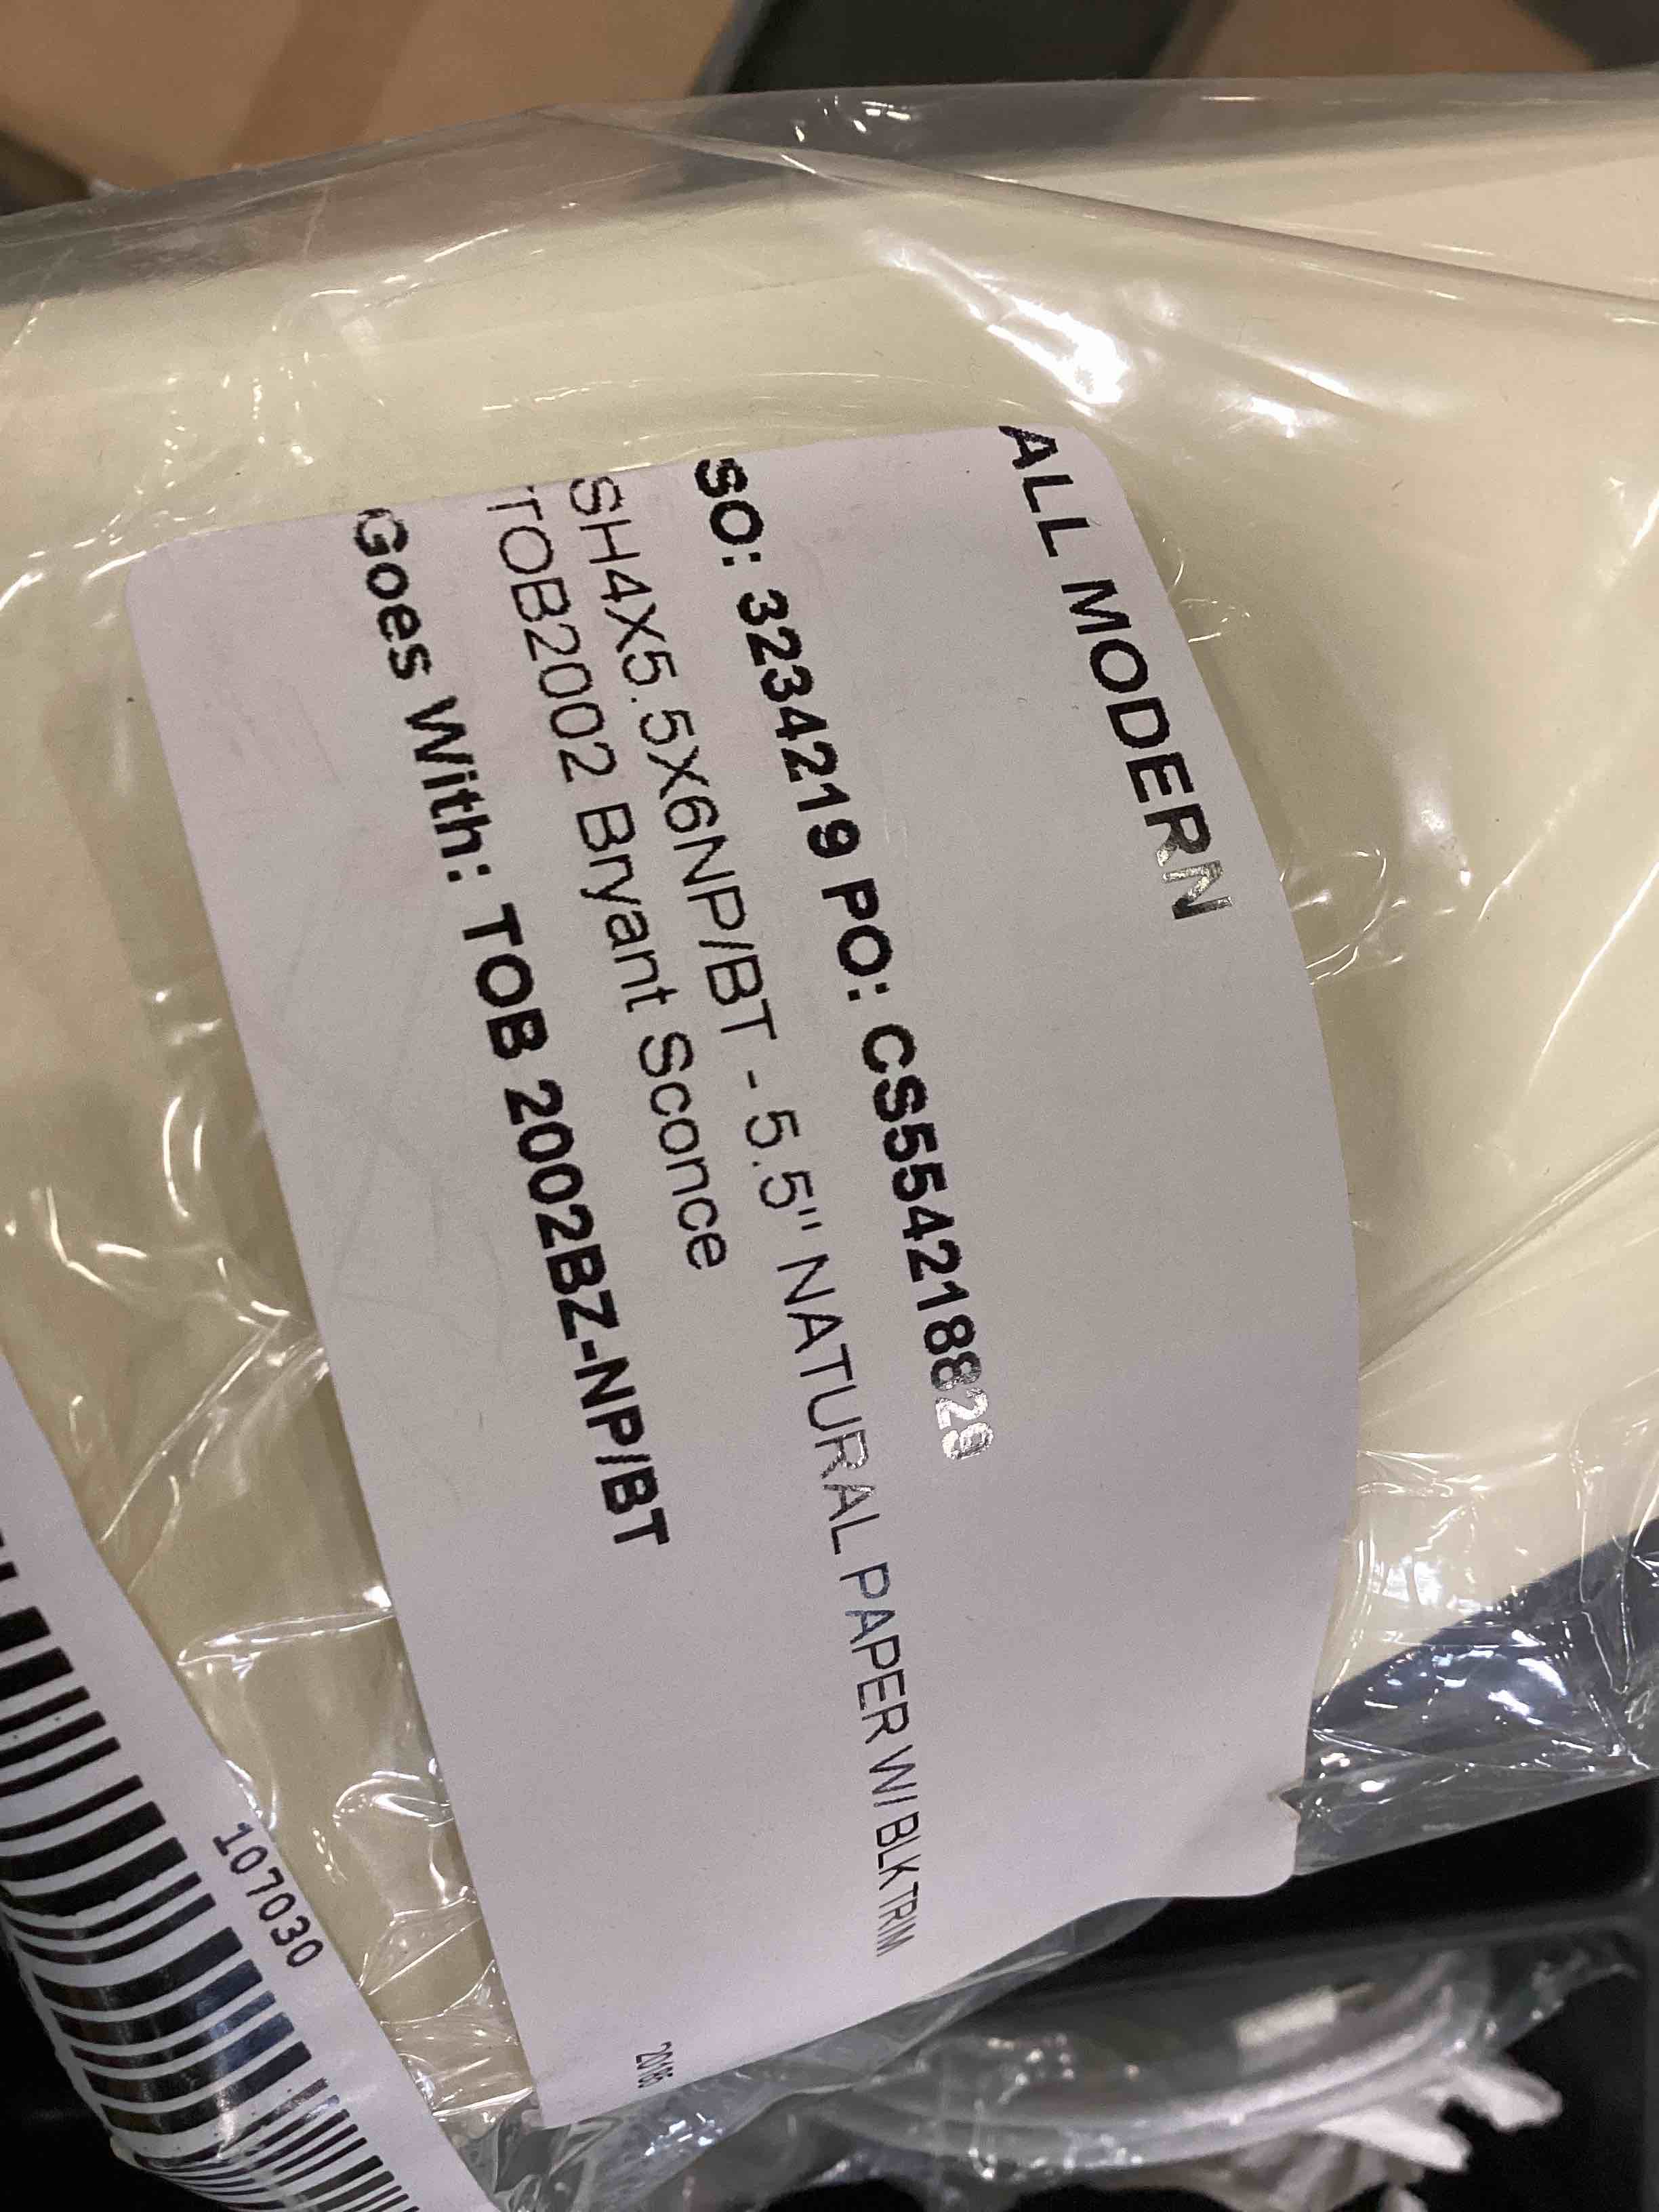 ALL MODERN
SO: 3234219 PO: CS554218829
SH4X5.5X6NP/BT - 5.5" NATURAL PAPER W/ BLK TRIM
TOB2002 Bryant Sconce
Goes With: TOB 2002BZ-NP/BT
107030